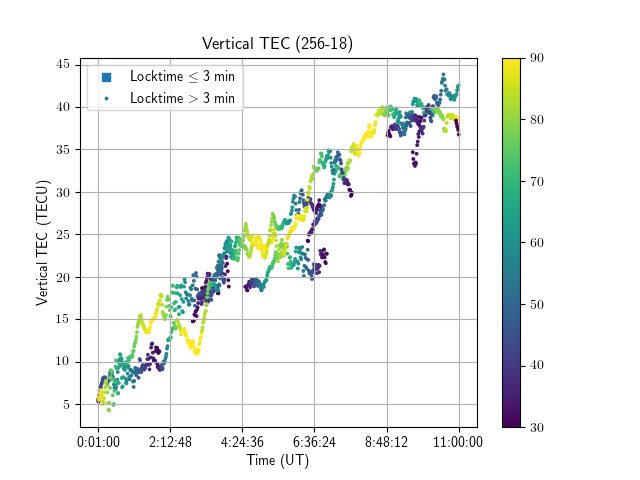 Vertical TEC (256-18)
Locktime ≤ 3 min
Locktime > 3 min
Vertical TEC (TECU)
45
40
35
30
25
20
15
10
5
0:01:00 2:12:48 4:24:36 6:36:24 8:48:12 11:00:00
Time (UT)
90
80
70
60
50
40
30